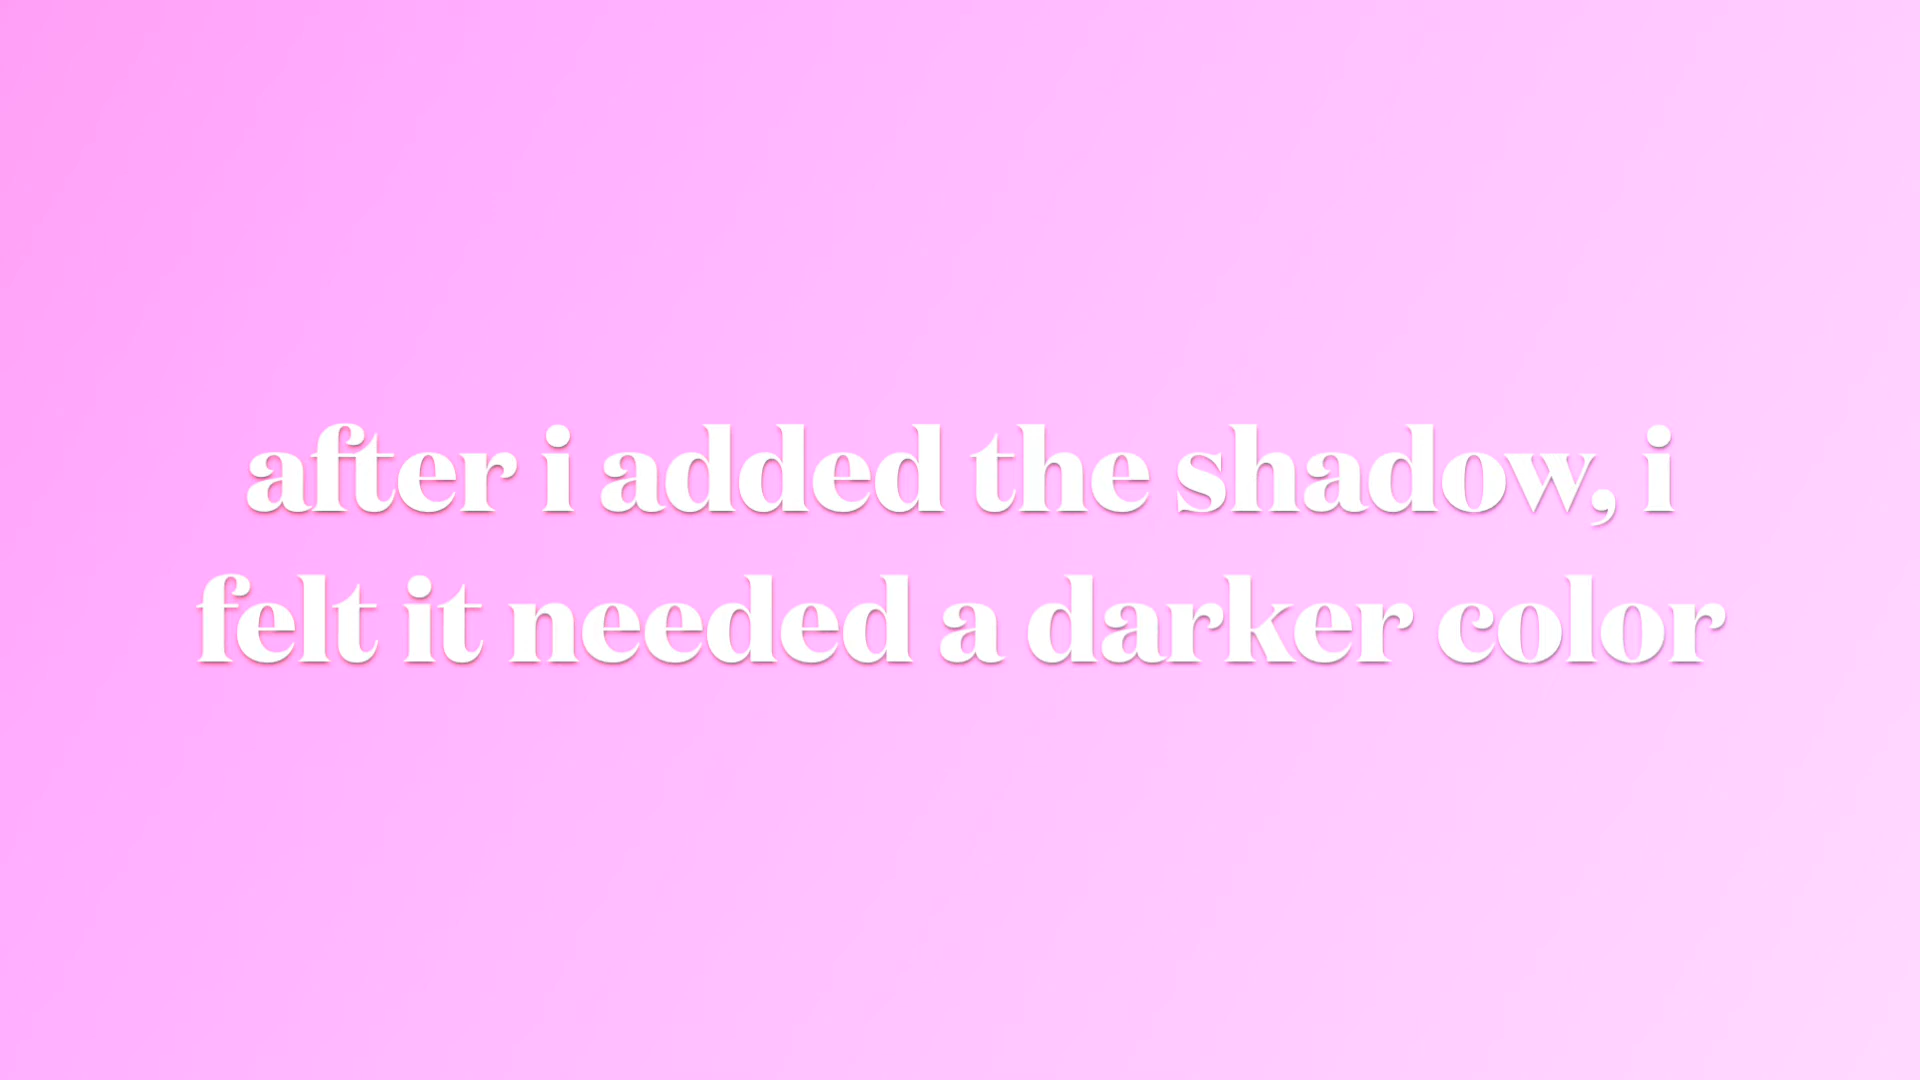 after i added the shadow, i
felt it needed a darker color